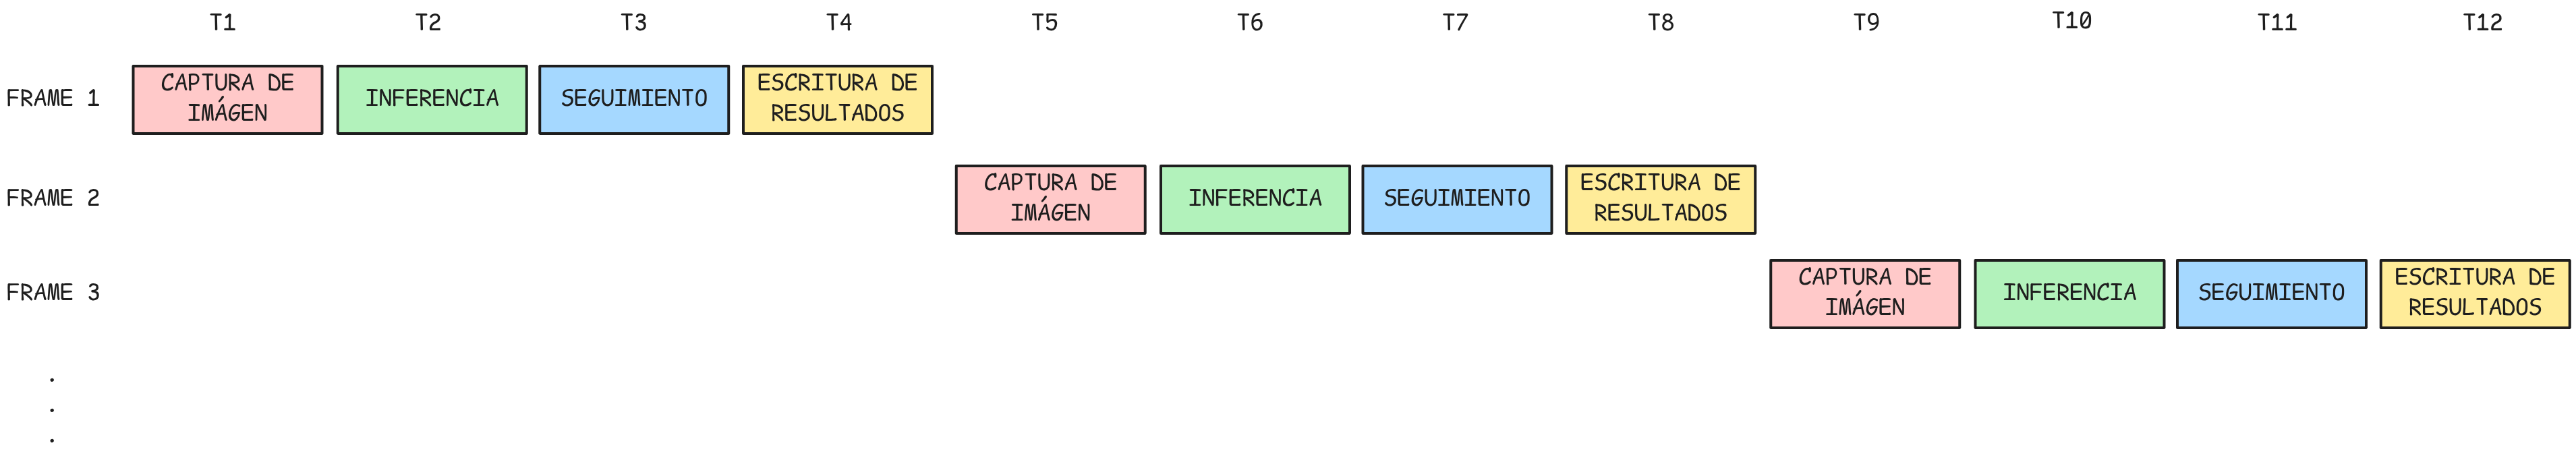 T1 T2 T3 T4 T5 T6 T7 T8 T9 T10 T11 T12
FRAME 1
CAPTURA DE
IMÁGEN
INFERENCIA
SEGUIMIENTO
ESCRITURA DE
RESULTADOS
FRAME 2
CAPTURA DE
IMÁGEN
INFERENCIA
SEGUIMIENTO
ESCRITURA DE
RESULTADOS
FRAME 3
CAPTURA DE
IMÁGEN
INFERENCIA
SEGUIMIENTO
ESCRITURA DE
RESULTADOS
.
.
.